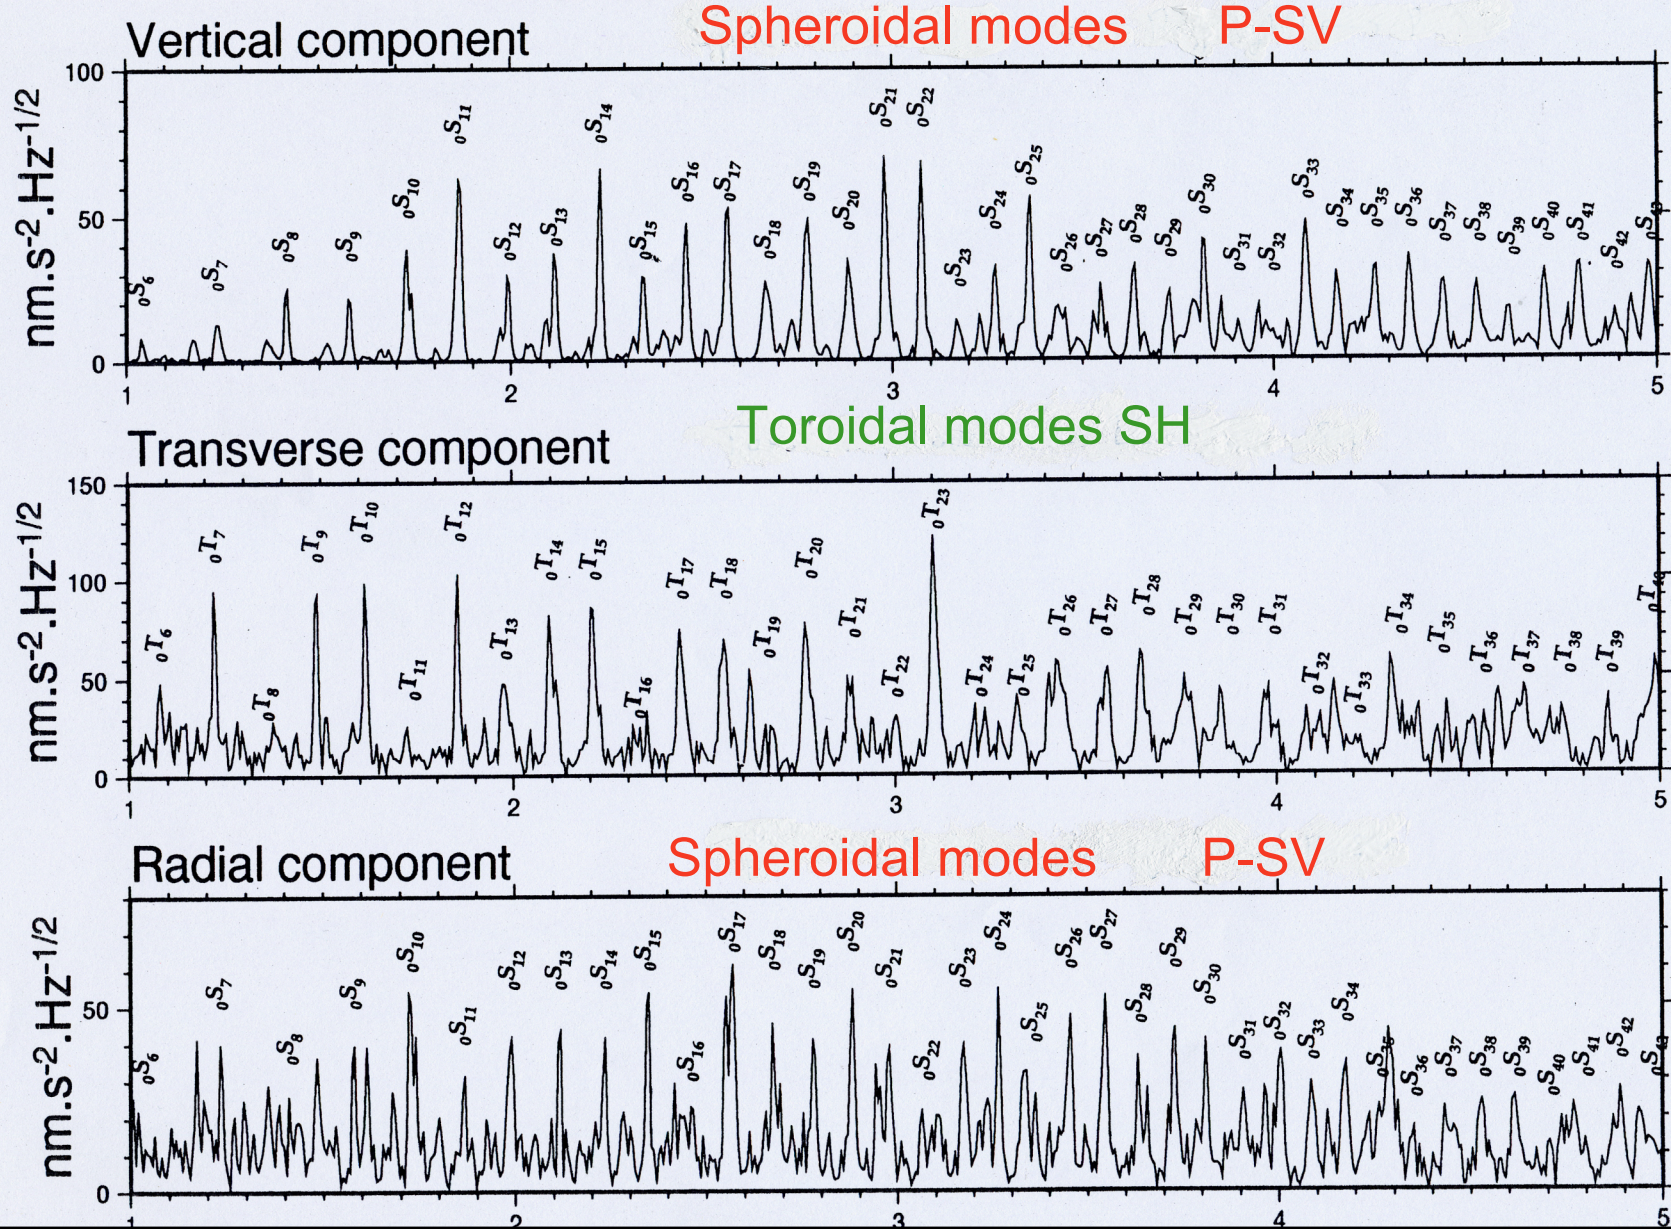 Vertical component Spheroidal modes P-SV
nm.s-2.Hz-1/2
100
50
0
0S6 0S7 0S8 0S9 0S10 0S11 0S12 0S13 0S14 0S15 0S16 0S17 0S18 0S19 0S20 0S21 0S22 0S23 0S24 0S25 0S26 0S27 0S28 0S29 0S30 0S31 0S32 0S33 0S34 0S35 0S36 0S37 0S38 0S39 0S40 0S41 0S42
1 2 3 4 5
Transverse component Toroidal modes SH
nm.s-2.Hz-1/2
150
100
50
0
0T6 0T7 0T8 0T9 0T10 0T11 0T12 0T13 0T14 0T15 0T16 0T17 0T18 0T19 0T20 0T21 0T22 0T23 0T24 0T25 0T26 0T27 0T28 0T29 0T30 0T31 0T32 0T33 0T34 0T35 0T36 0T37 0T38 0T39
1 2 3 4 5
Radial component Spheroidal modes P-SV
nm.s-2.Hz-1/2
50
0
0S6 0S7 0S8 0S9 0S10 0S11 0S12 0S13 0S14 0S15 0S16 0S17 0S18 0S19 0S20 0S21 0S22 0S23 0S24 0S25 0S26 0S27 0S28 0S29 0S30 0S31 0S32 0S33 0S34 0S36 0S37 0S38 0S39 0S40 0S41 0S42
1 2 3 4 5